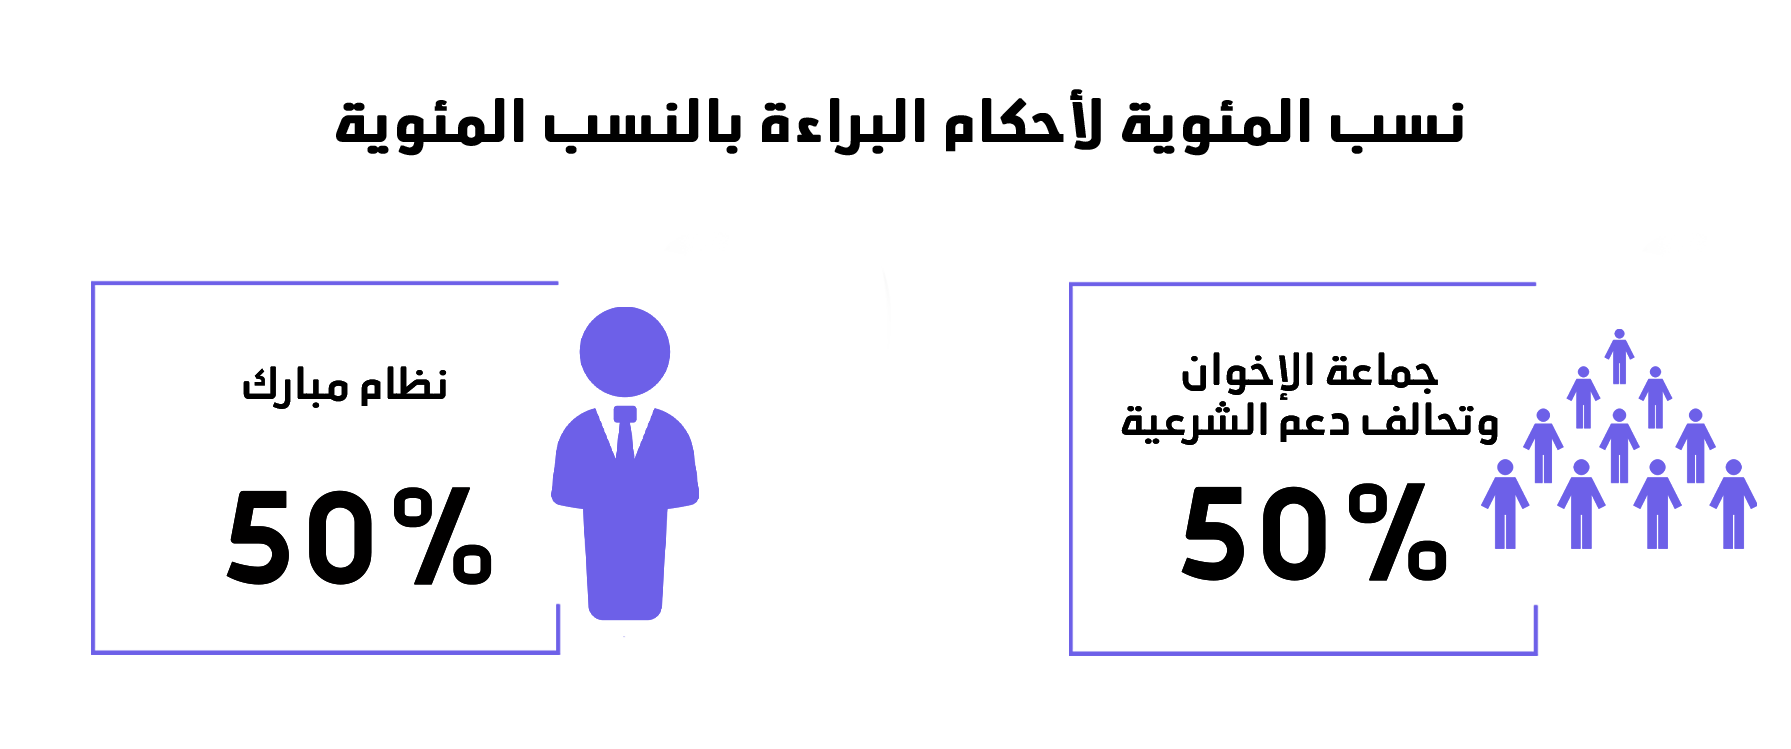 نسب المئوية لأحكام البراءة بالنسب المئوية
جماعة الإخوان
وتحالف دعم الشرعية
50%
نظام مبارك
50%